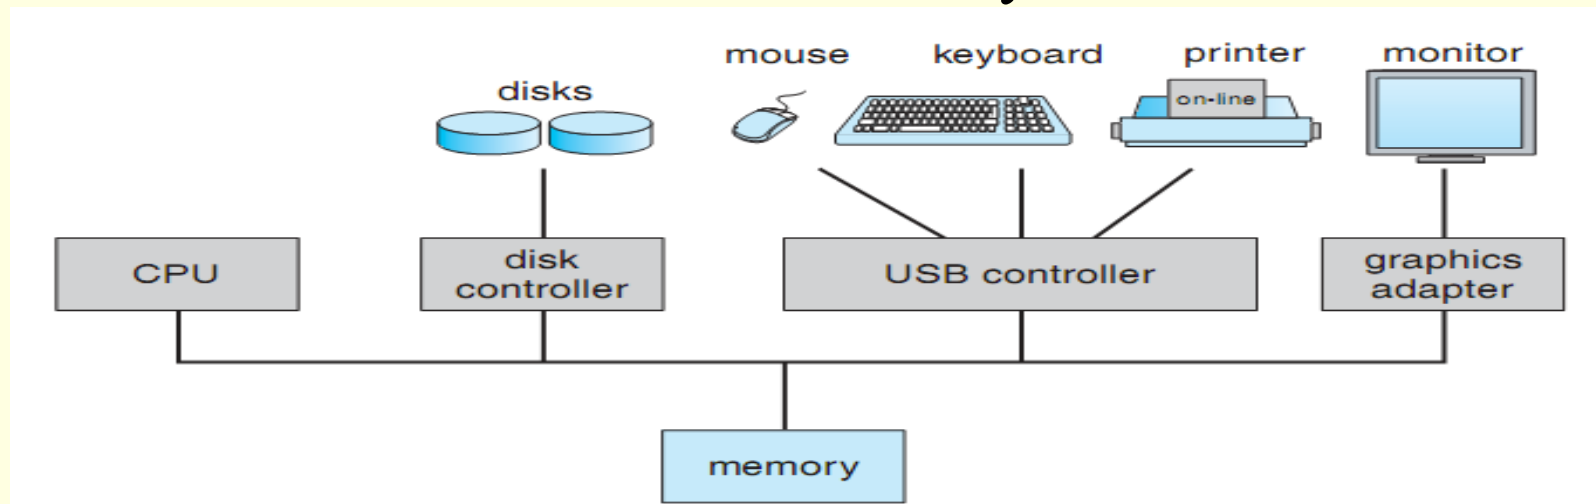 mouse
keyboard
printer
monitor
disks
on-line
CPU
disk
controller
USB controller
graphics
adapter
memory